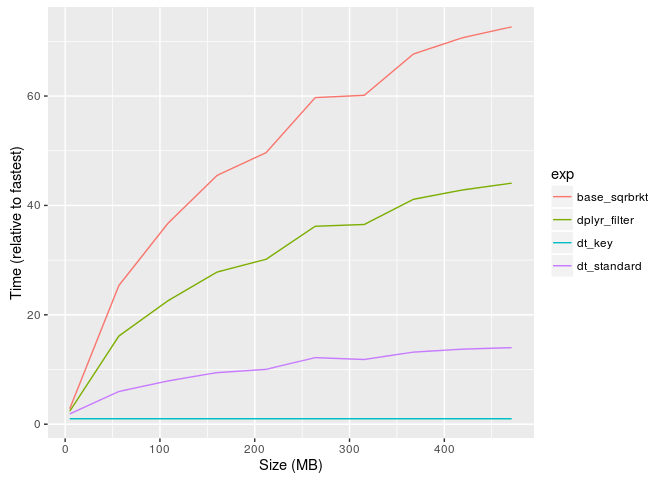 Time (relative to fastest)
60
40
20
0
0 100 200 300 400
Size (MB)
exp
base_sqrbrkt
dplyr_filter
dt_key
dt_standard